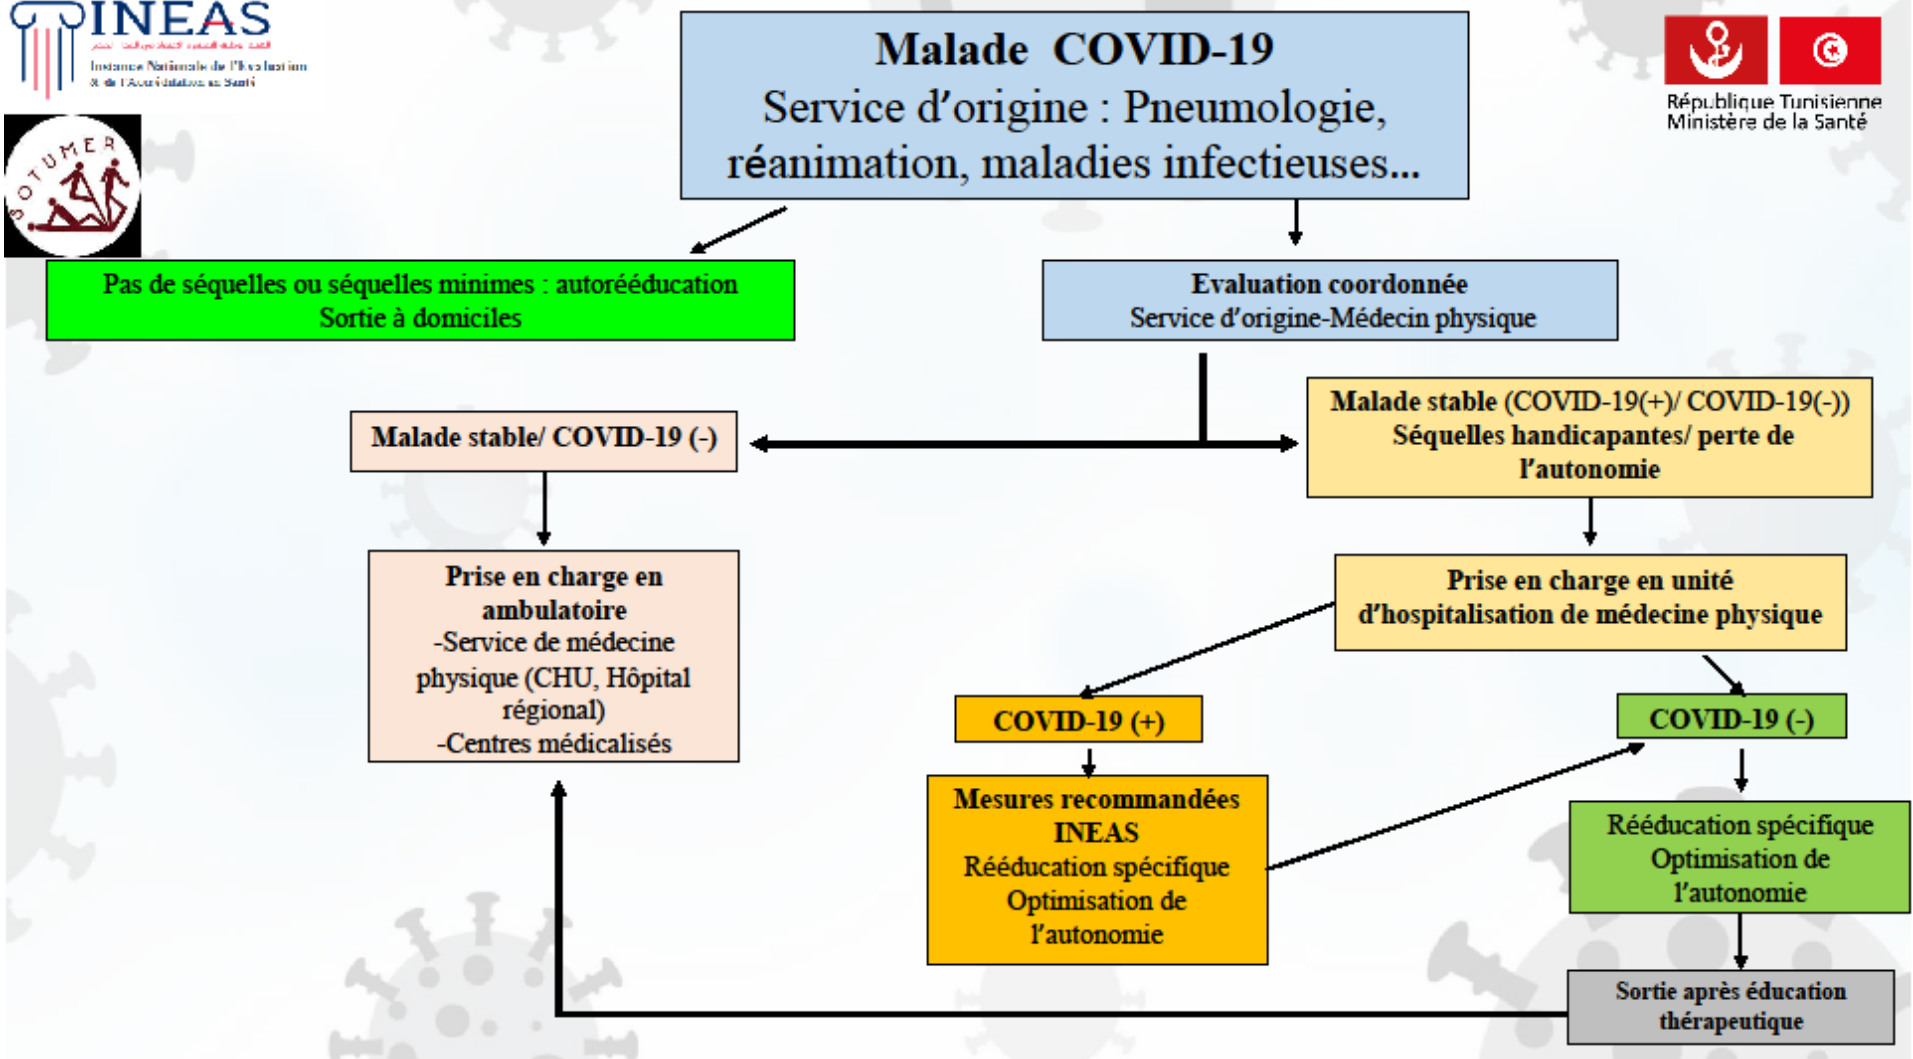 INEAS
Instance Nationale de l'Evaluation
& de l'Accréditation en Santé
SOTUMER
Malade COVID-19
Service d'origine : Pneumologie,
réanimation, maladies infectieuses...
République Tunisienne
Ministère de la Santé
Pas de séquelles ou séquelles minimes : autorééducation
Sortie à domiciles
Evaluation coordonnée
Service d'origine-Médecin physique
Malade stable/ COVID-19 (-)
Malade stable (COVID-19(+)/ COVID-19(-))
Séquelles handicapantes/ perte de
l'autonomie
Prise en charge en
ambulatoire
-Service de médecine
physique (CHU, Hôpital
régional)
-Centres médicalisés
Prise en charge en unité
d'hospitalisation de médecine physique
COVID-19 (+)
COVID-19 (-)
Mesures recommandées
INEAS
Rééducation spécifique
Optimisation de
l'autonomie
Rééducation spécifique
Optimisation de
l'autonomie
Sortie après éducation
thérapeutique